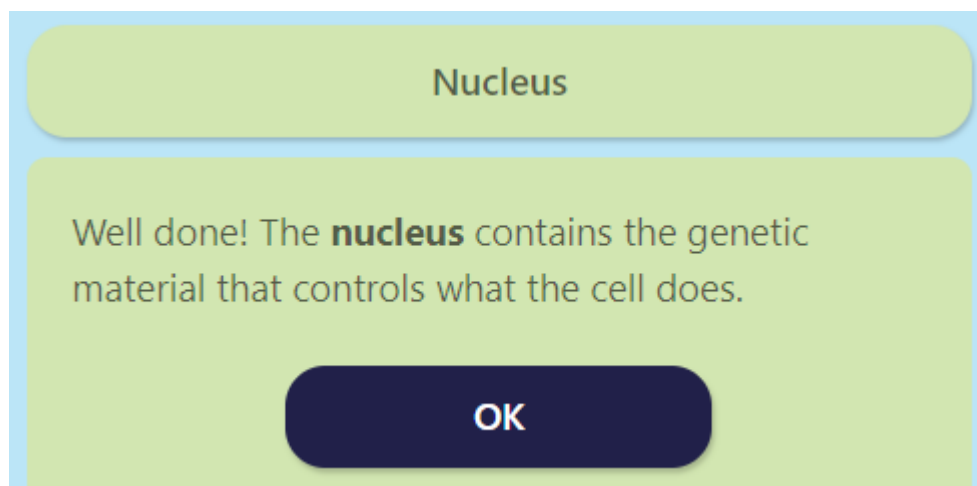 Nucleus
Well done! The nucleus contains the genetic
material that controls what the cell does.
OK